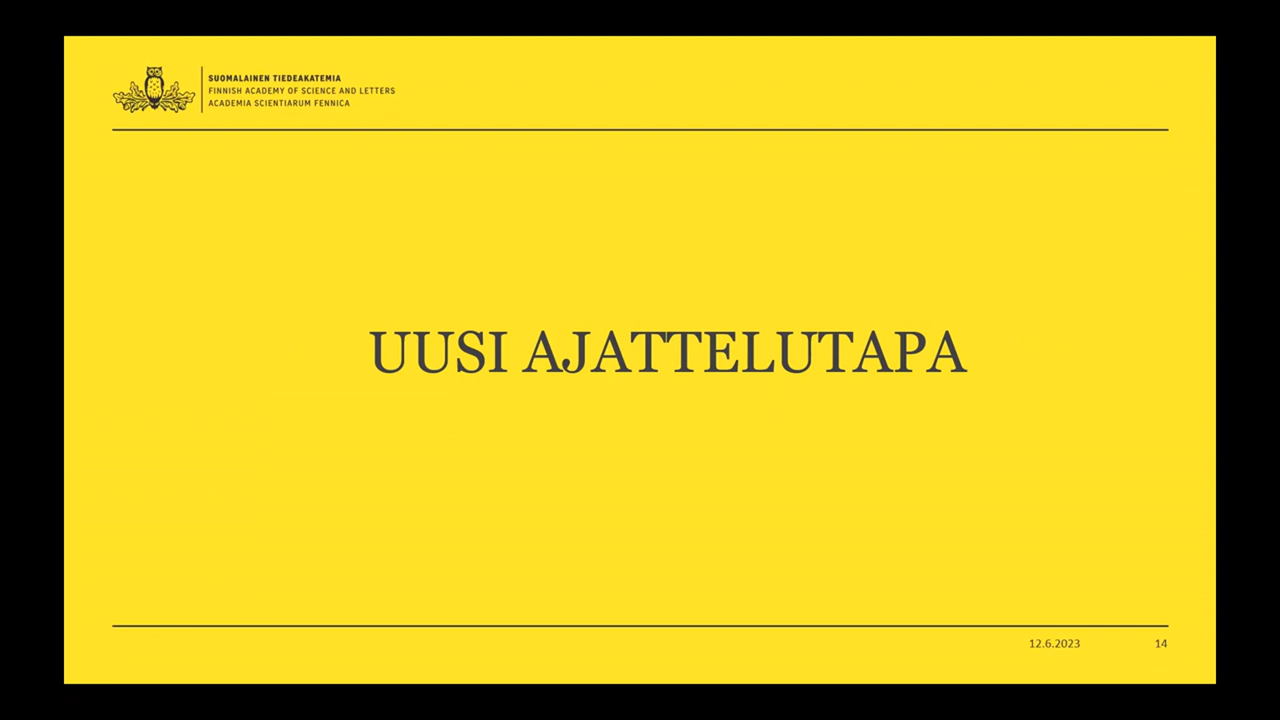 SUOMALAINEN TIEDEAKATEMIA
FINNISH ACADEMY OF SCIENCE AND LETTERS
ACADEMIA SCIENTIARUM FENNICA
UUSI AJATTELUTAPA
12.6.2023 14